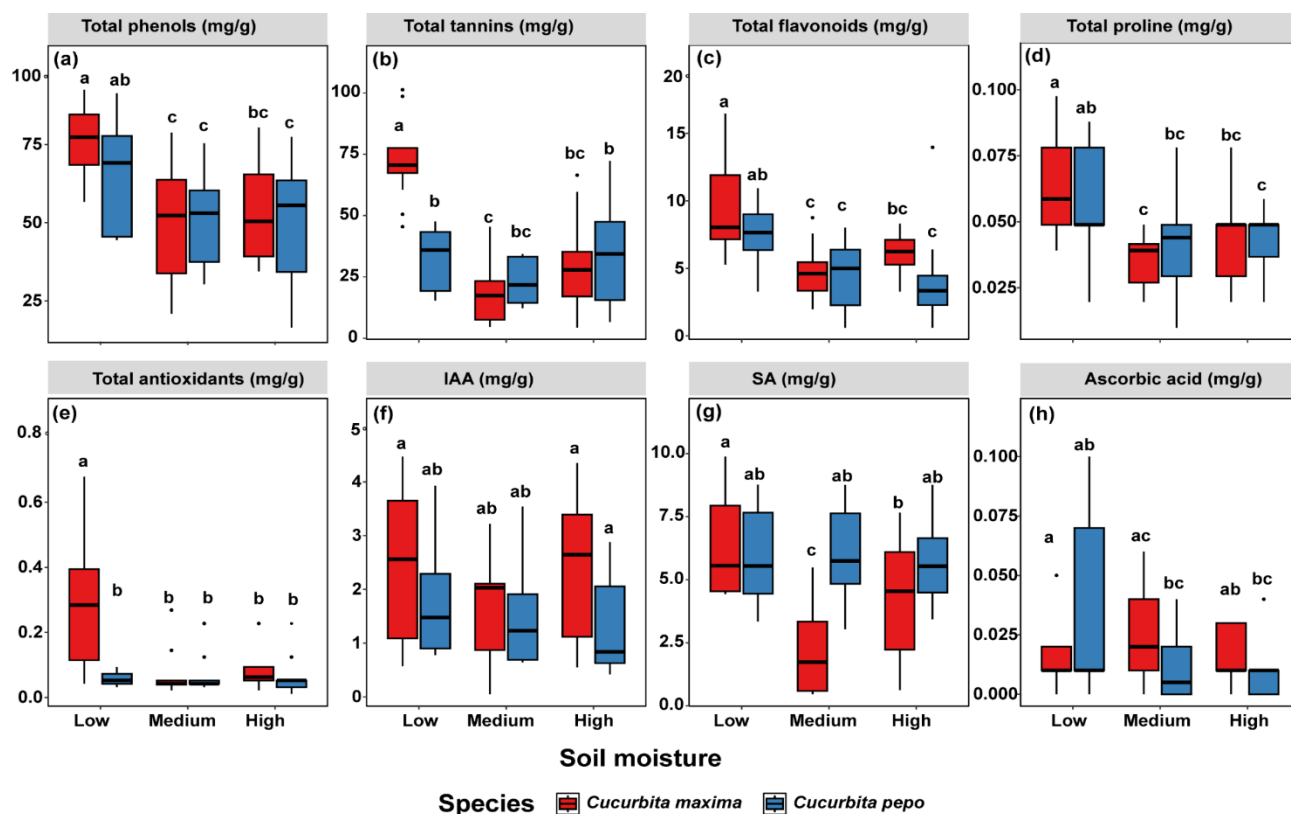 Total phenols (mg/g) Total tannins (mg/g) Total flavonoids (mg/g) Total proline (mg/g)
(a) 100 75 50 25 a ab c c bc c
(b) 100 75 50 25 0 a b c bc bc b
(c) 20 15 10 5 0 a ab c c bc c
(d) 0.100 0.075 0.050 0.025 a ab c bc bc c
Total antioxidants (mg/g) IAA (mg/g) SA (mg/g) Ascorbic acid (mg/g)
(e) 0.8 0.6 0.4 0.2 0.0 a b b b b b
(f) 5 4 3 2 1 0 a ab ab ab a a
(g) 10.0 7.5 5.0 2.5 0.0 a ab c ab b ab
(h) 0.100 0.075 0.050 0.025 0.000 a ab ac bc ab bc
Low Medium High Low Medium High Low Medium High Low Medium High
Soil moisture
Species Cucurbita maxima Cucurbita pepo